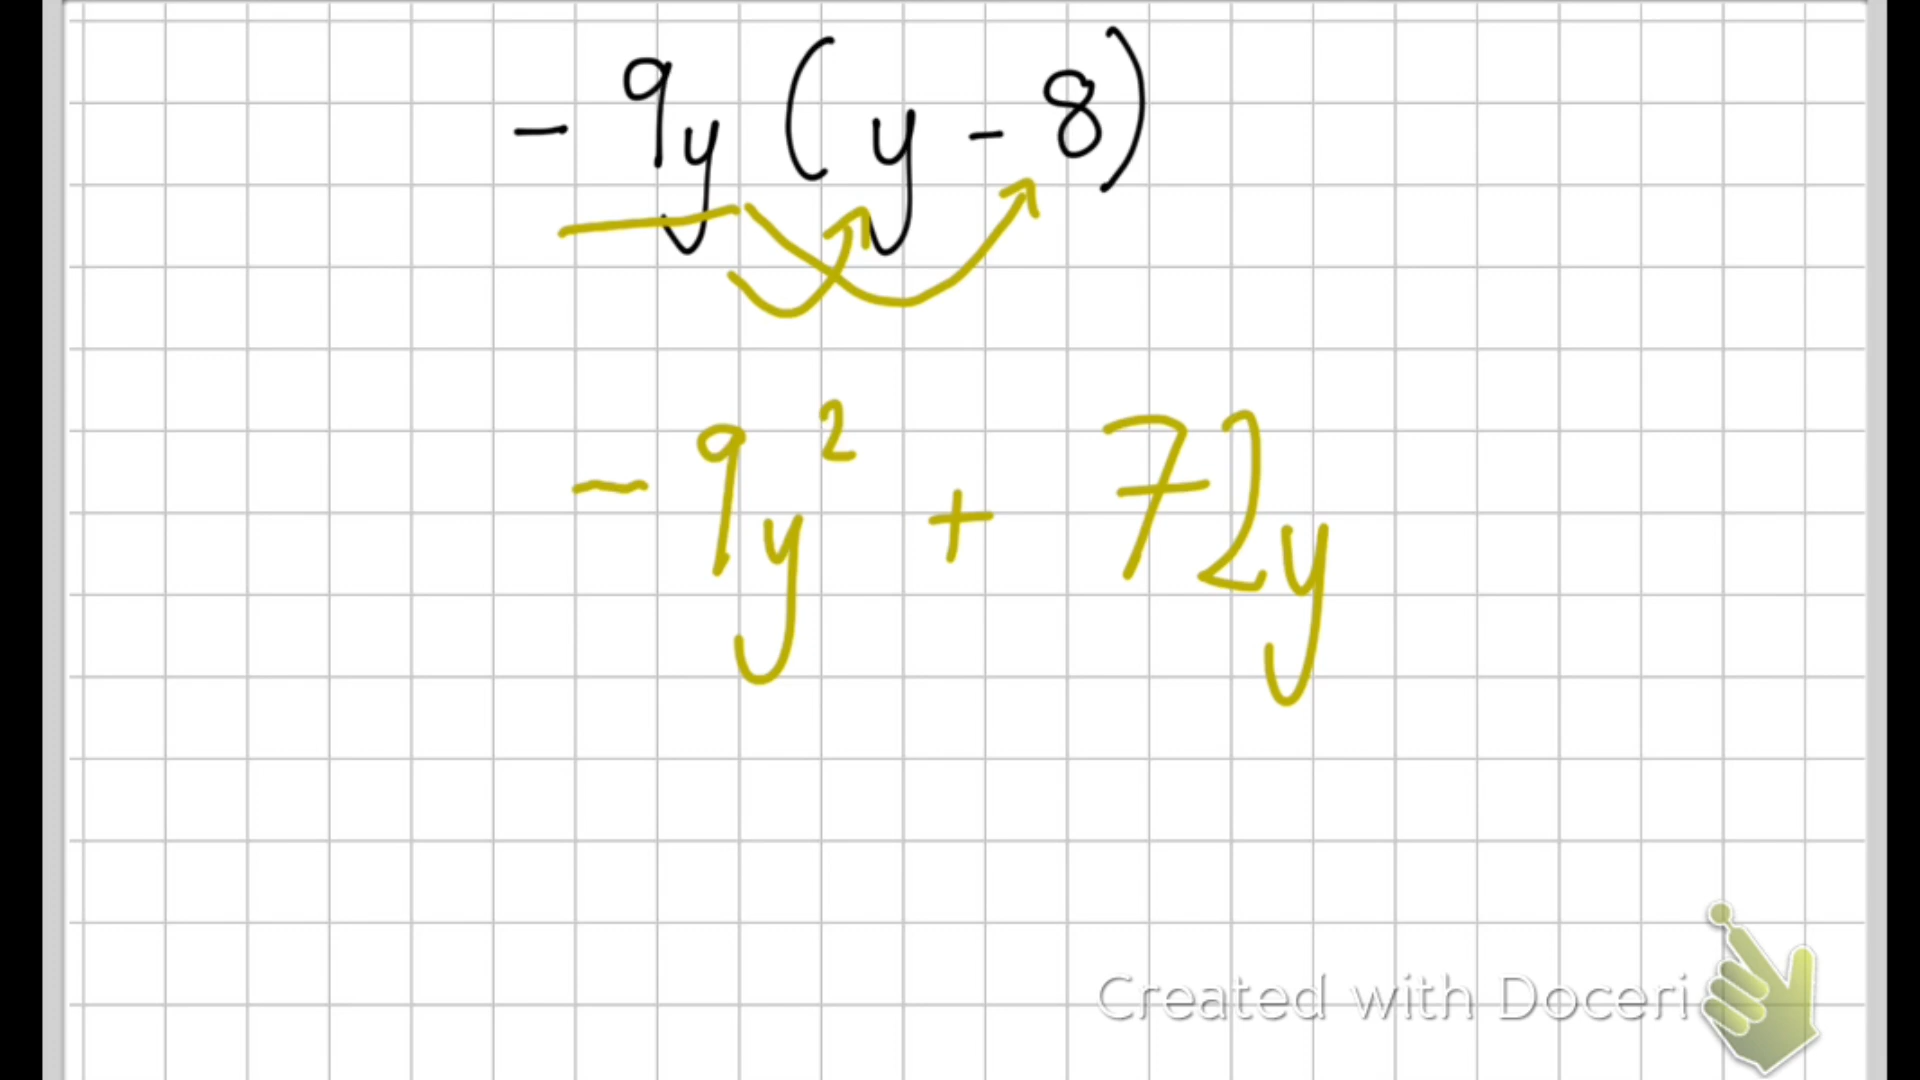 - 9y (y - 8)
- 9y² + 72y
Created with Doceri